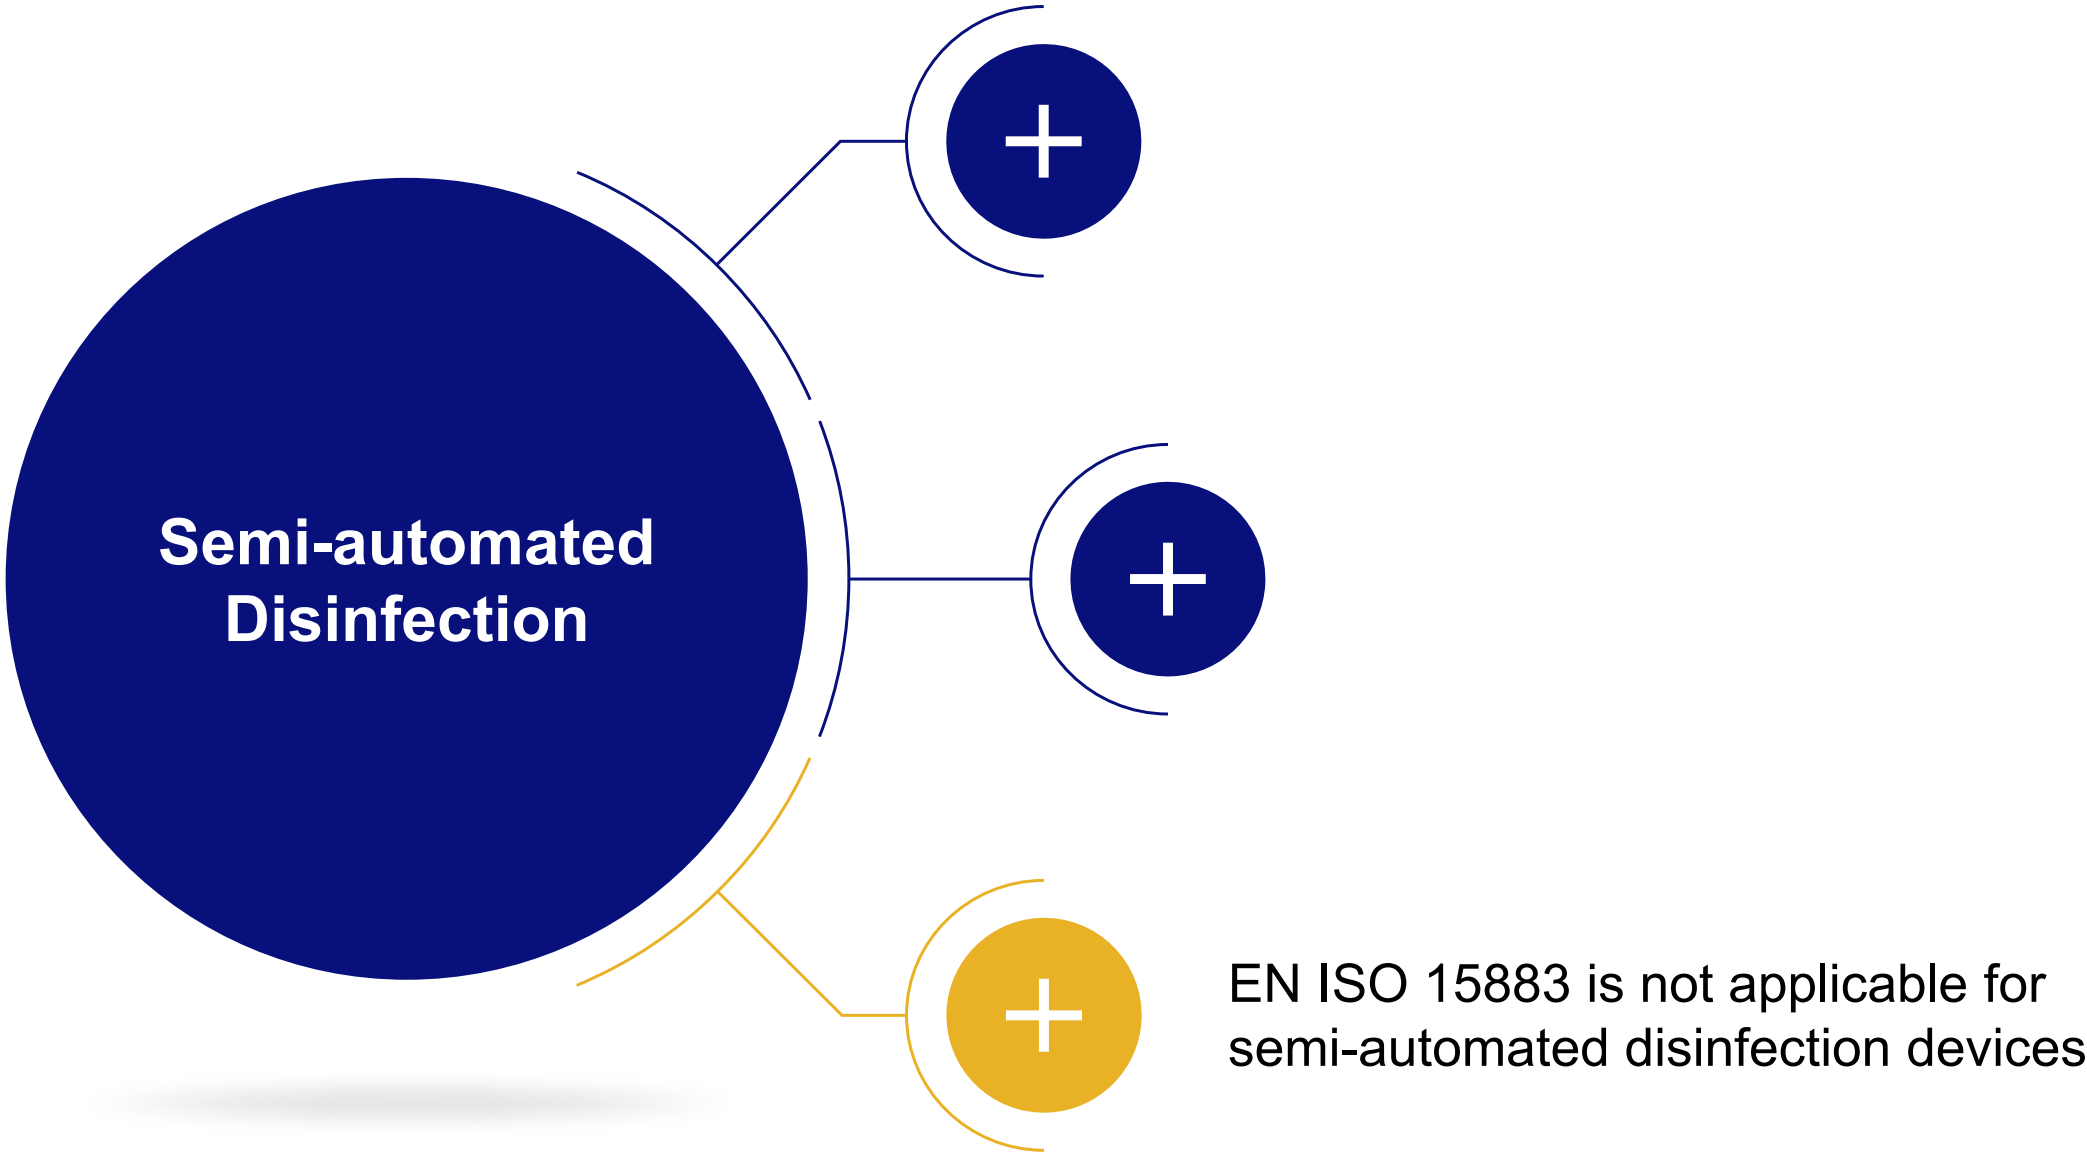 Semi-automated
Disinfection
EN ISO 15883 is not applicable for
semi-automated disinfection devices